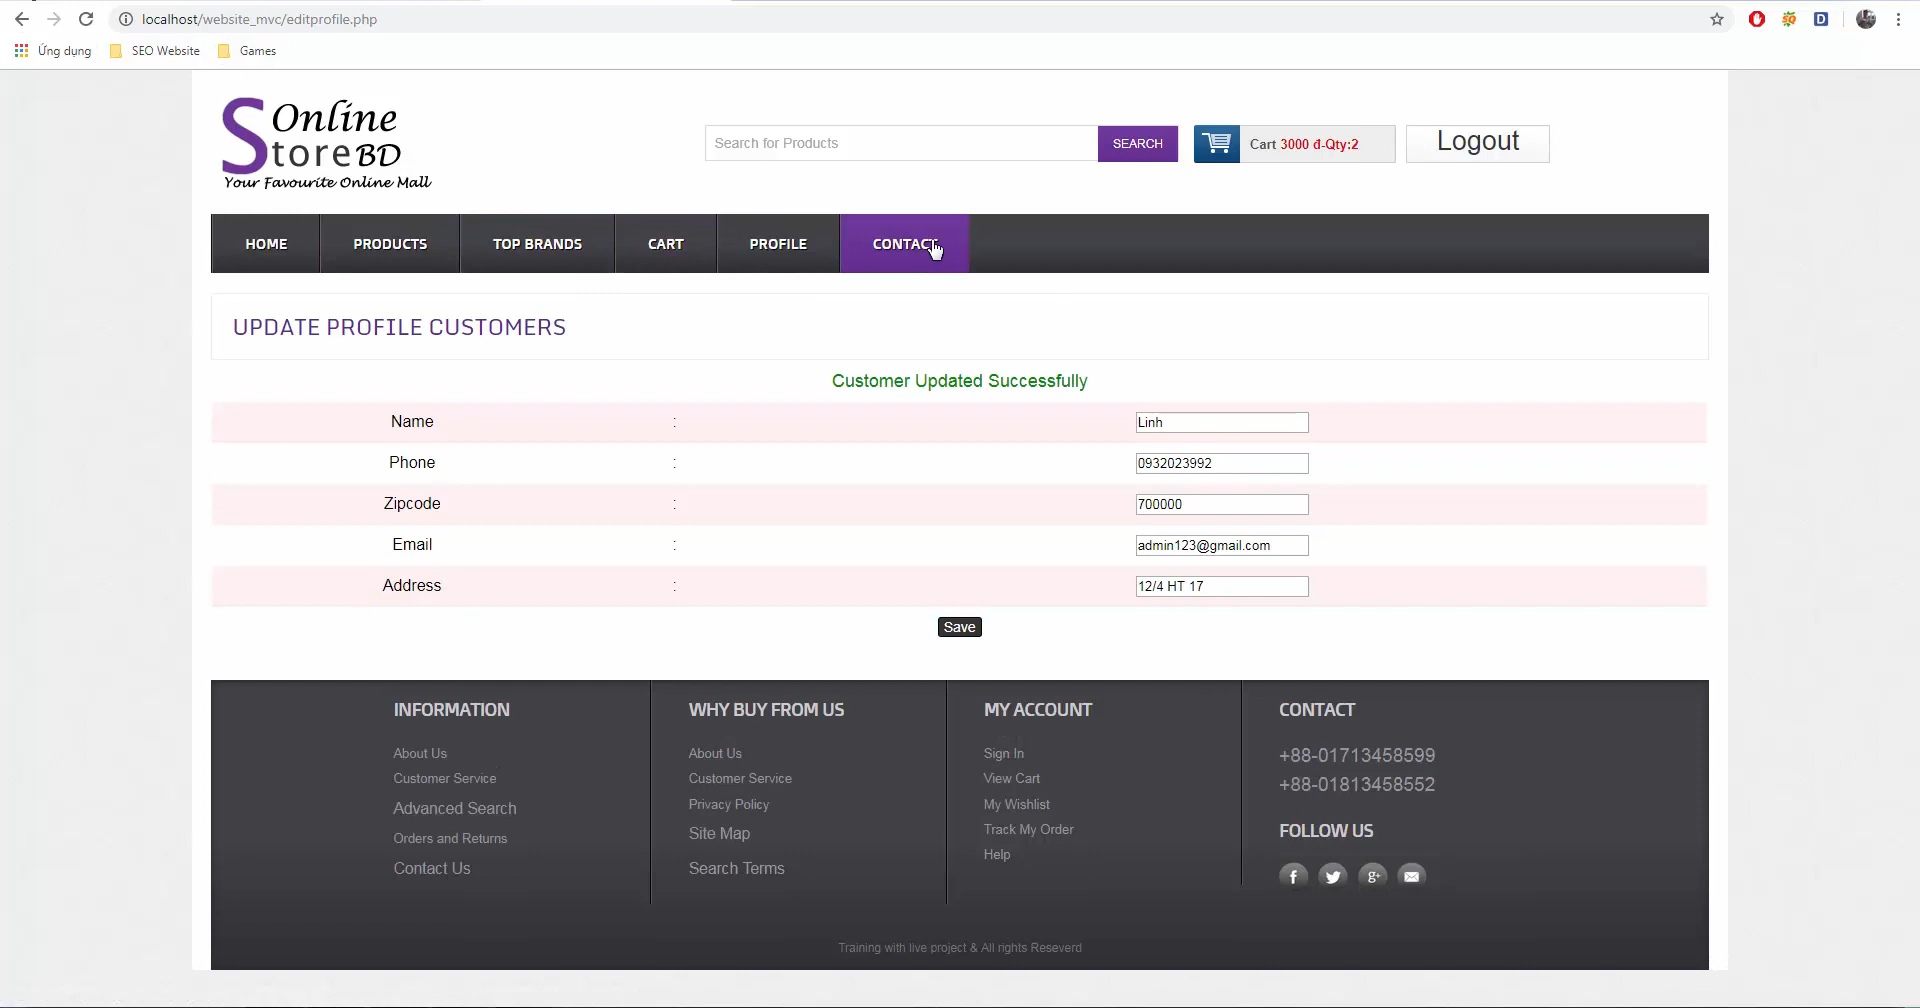 localhost/website_mvc/editprofile.php
Ứng dụng SEO Website Games
Online
StoreBD
Your Favourite Online Mall
Search for Products SEARCH Cart 3000 đ-Qty:2 Logout
HOME PRODUCTS TOP BRANDS CART PROFILE CONTACT
UPDATE PROFILE CUSTOMERS
Customer Updated Successfully
Name : Linh
Phone : 0932023992
Zipcode : 700000
Email : admin123@gmail.com
Address : 12/4 HT 17
Save
INFORMATION
About Us
Customer Service
Advanced Search
Orders and Returns
Contact Us
WHY BUY FROM US
About Us
Customer Service
Privacy Policy
Site Map
Search Terms
MY ACCOUNT
Sign In
View Cart
My Wishlist
Track My Order
Help
CONTACT
+88-01713458599
+88-01813458552
FOLLOW US
Training with live project & All rights Reseverd